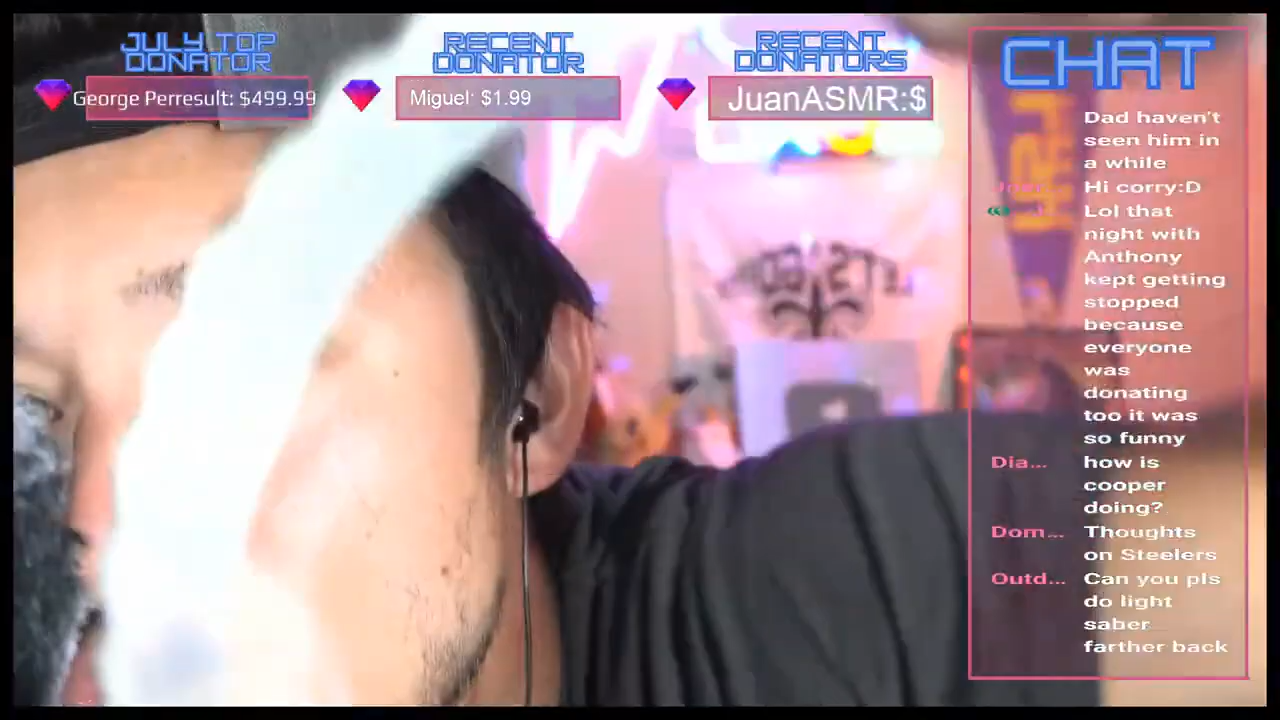 JULY TOP
DONATOR
George Perresult: $499.99
RECENT
DONATOR
Miguel: $1.99
RECENT
DONATORS
JuanASMR:$
CHAT
Dad haven't
seen him in
a while
Hi corry:D
Lol that
night with
Anthony
kept getting
stopped
because
everyone
was
donating
too it was
so funny
Dia... how is
cooper
doing?
Dom... Thoughts
on Steelers
Outd... Can you pls
do light
saber
farther back
LET'S GO